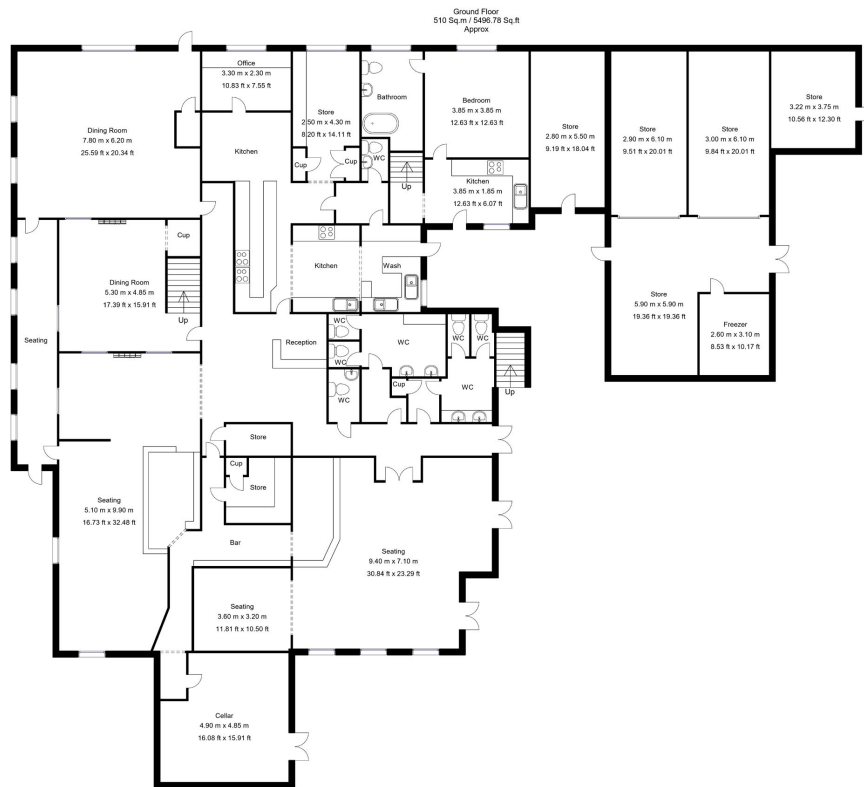 Ground Floor
510 Sq.m / 5496.78 Sq.ft
Approx
Office
3.30 m x 2.30 m
10.83 ft x 7.55 ft
Store
2.50 m x 4.30 m
8.20 ft x 14.11 ft
Bathroom
Bedroom
3.85 m x 3.85 m
12.63 ft x 12.63 ft
Store
2.80 m x 5.50 m
9.19 ft x 18.04 ft
Store
2.90 m x 6.10 m
9.51 ft x 20.01 ft
Store
3.00 m x 6.10 m
9.84 ft x 20.01 ft
Store
3.22 m x 3.75 m
10.56 ft x 12.30 ft
Dining Room
7.80 m x 6.20 m
25.59 ft x 20.34 ft
Kitchen
Cup
Cup
WC
Up
Kitchen
3.85 m x 1.85 m
12.63 ft x 6.07 ft
Cup
Dining Room
5.30 m x 4.85 m
17.39 ft x 15.91 ft
Up
Kitchen
Wash
Store
5.90 m x 5.90 m
19.36 ft x 19.36 ft
Freezer
2.60 m x 3.10 m
8.53 ft x 10.17 ft
Seating
Reception
WC
WC
WC
WC
WC
WC
Cup
WC
Up
Store
Cup
Store
Seating
5.10 m x 9.90 m
16.73 ft x 32.48 ft
Bar
Seating
9.40 m x 7.10 m
30.84 ft x 23.29 ft
Seating
3.60 m x 3.20 m
11.81 ft x 10.50 ft
Cellar
4.90 m x 4.85 m
16.08 ft x 15.91 ft